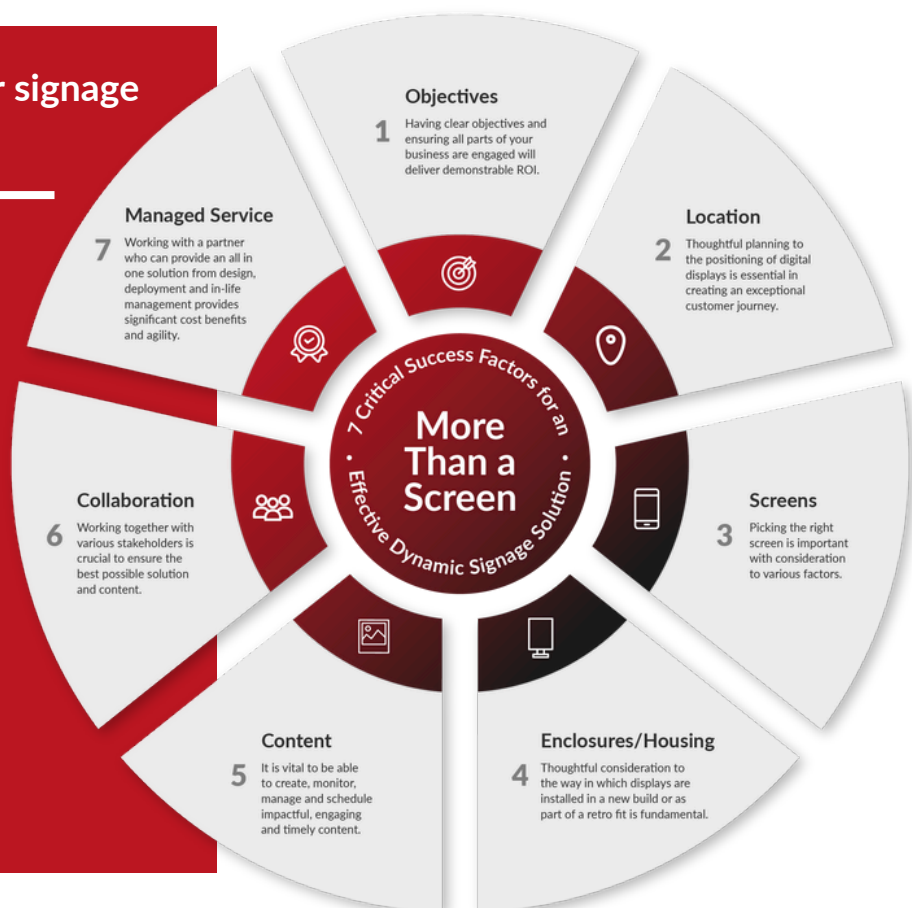 r signage
Objectives
1
Having clear objectives and
ensuring all parts of your
business are engaged will
deliver demonstrable ROI.
Location
2
Thoughtful planning to
the positioning of digital
displays is essential in
creating an exceptional
customer journey.
Screens
3
Picking the right
screen is important
with consideration
to various factors.
Enclosures/Housing
4
Thoughtful consideration to
the way in which displays are
installed in a new build or as
part of a retro fit is fundamental.
Content
5
It is vital to be able
to create, monitor,
manage and schedule
impactful, engaging
and timely content.
Collaboration
6
Working together with
various stakeholders is
crucial to ensure the
best possible solution
and content.
Managed Service
7
Working with a partner
who can provide an all in
one solution from design,
deployment and in-life
management provides
significant cost benefits
and agility.
7 Critical Success Factors for an
• Effective Dynamic Signage Solution •
More
Than a
Screen